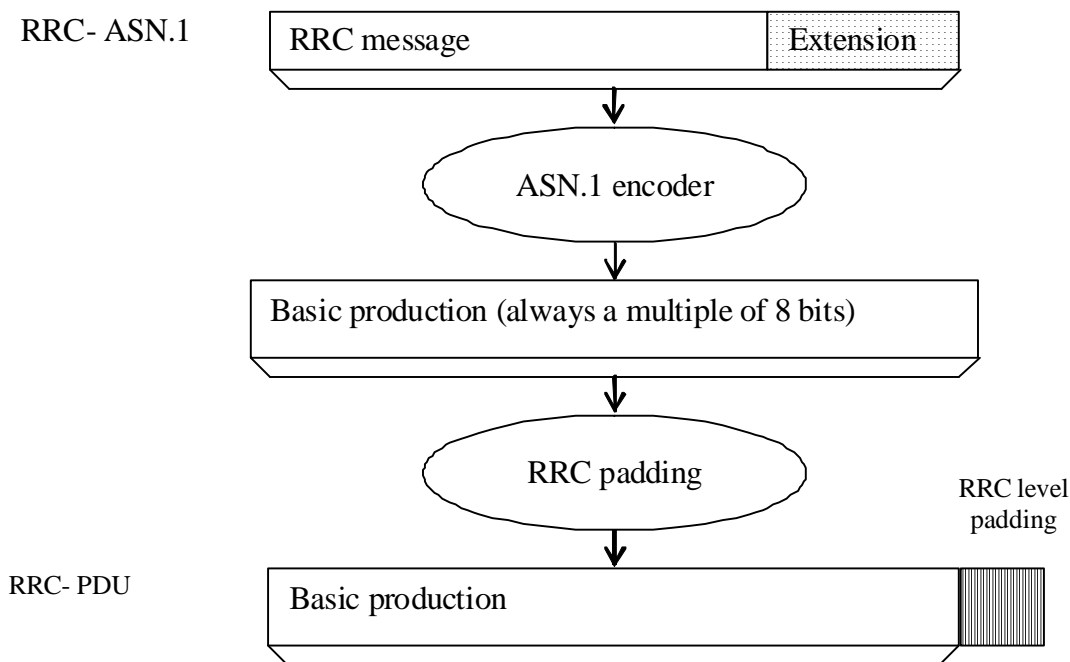 RRC- ASN.1
RRC message
Extension
ASN.1 encoder
Basic production (always a multiple of 8 bits)
RRC padding
RRC level
padding
RRC- PDU
Basic production